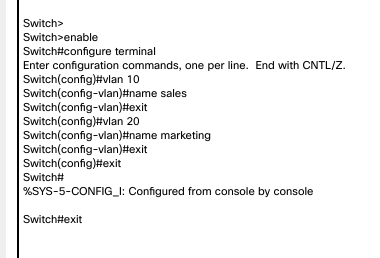 Switch>
Switch>enable
Switch#configure terminal
Enter configuration commands, one per line.  End with CNTL/Z.
Switch(config)#vlan 10
Switch(config-vlan)#name sales
Switch(config-vlan)#exit
Switch(config)#vlan 20
Switch(config-vlan)#name marketing
Switch(config-vlan)#exit
Switch(config)#exit
Switch#
%SYS-5-CONFIG_I: Configured from console by console
Switch#exit